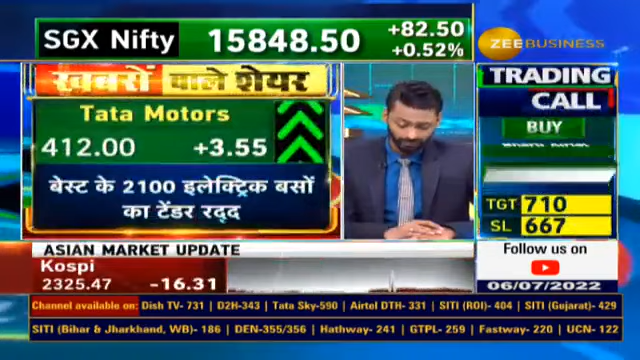 SGX Nifty
15848.50
+82.50
+0.52%
ZEE BUSINESS
खबरों वाले शेयर
Tata Motors
412.00 +3.55
बेस्ट के 2100 इलेक्ट्रिक बसों
का टेंडर रद्द
TRADING
CALL
BUY
TGT 710
SL 667
ASIAN MARKET UPDATE
Kospi
2325.47 -16.31
Follow us on
06/07/2022
Channel available on: Dish TV- 731 | D2H-343 | Tata Sky-590 | Airtel DTH- 331 | SITI (ROI)- 404 | SITI (Gujarat)- 429
SITI (Bihar & Jharkhand, WB)- 186 | DEN-355/356 | Hathway- 241 | GTPL- 259 | Fastway- 220 | UCN- 122